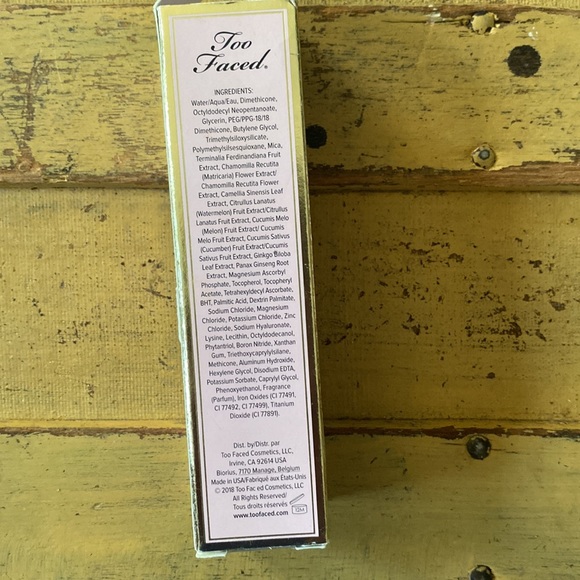 Too
Faced®
INGREDIENTS:
Water/Aqua/Eau, Dimethicone,
Octyldodecyl Neopentanoate,
Glycerin, PEG/PPG-18/18
Dimethicone, Butylene Glycol,
Trimethylsiloxysilicate,
Polymethylsilsesquioxane, Mica,
Terminalia Ferdinandiana Fruit
Extract, Chamomilla Recutita
(Matricaria) Flower Extract/
Chamomilla Recutita Flower
Extract, Camellia Sinensis Leaf
Extract, Citrullus Lanatus
(Watermelon) Fruit Extract/Citrullus
Lanatus Fruit Extract, Cucumis Melo
(Melon) Fruit Extract/ Cucumis
Melo Fruit Extract, Cucumis Sativus
(Cucumber) Fruit Extract/Cucumis
Sativus Fruit Extract, Ginkgo Biloba
Leaf Extract, Panax Ginseng Root
Extract, Magnesium Ascorbyl
Phosphate, Tocopherol, Tocopheryl
Acetate, Tetrahexyldecyl Ascorbate,
BHT, Palmitic Acid, Dextrin Palmitate,
Sodium Chloride, Magnesium
Chloride, Potassium Chloride, Zinc
Chloride, Sodium Hyaluronate,
Lysine, Lecithin, Octyldodecanol,
Phytantriol, Boron Nitride, Xanthan
Gum, Triethoxycaprylylsilane,
Methicone, Aluminum Hydroxide,
Hexylene Glycol, Disodium EDTA,
Potassium Sorbate, Caprylyl Glycol,
Phenoxyethanol, Fragrance
(Parfum), Iron Oxides (CI 77491,
CI 77492, CI 77499), Titanium
Dioxide (CI 77891).
Dist. by/Distr. par
Too Faced Cosmetics, LLC,
Irvine, CA 92614 USA
Biorius, 7170 Manage, Belgium
Made in USA/Fabriqué aux États-Unis
© 2018 Too Fac ed Cosmetics, LLC
All Rights Reserved/
Tous droits réservés
www.toofaced.com